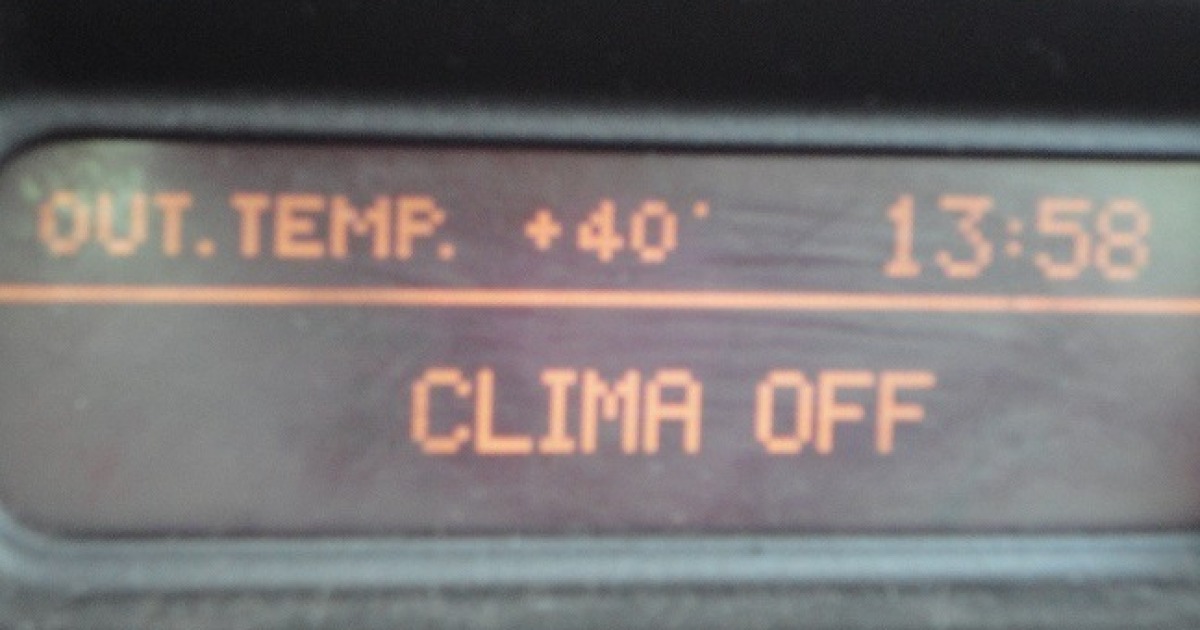 OUT.TEMP. +40° 13:58
CLIMA OFF